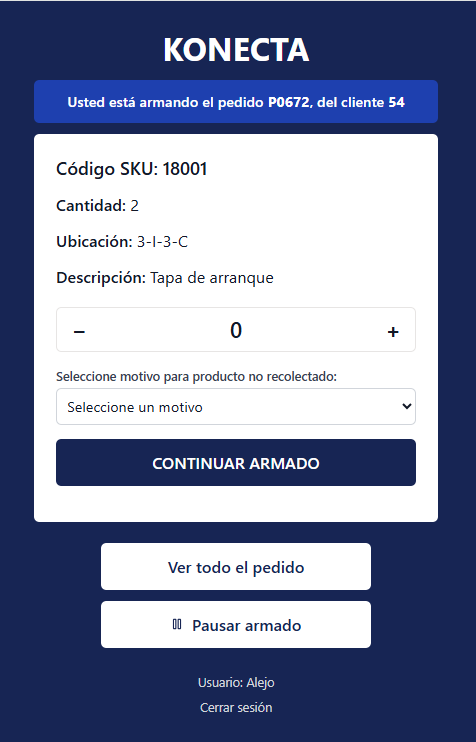 KONECTA
Usted está armando el pedido P0672, del cliente 54
Código SKU: 18001
Cantidad: 2
Ubicación: 3-I-3-C
Descripción: Tapa de arranque
− 0 +
Seleccione motivo para producto no recolectado:
Seleccione un motivo
CONTINUAR ARMADO
Ver todo el pedido
Pausar armado
Usuario: Alejo
Cerrar sesión